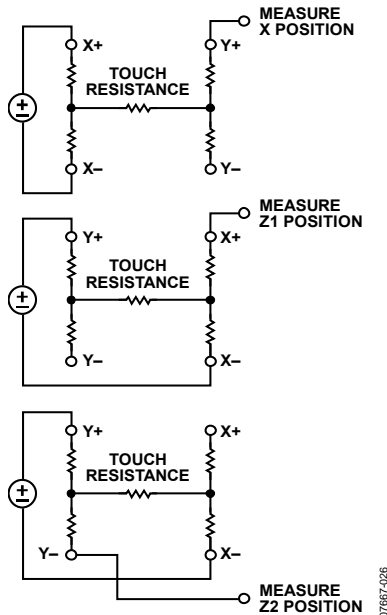 MEASURE
X POSITION
X+
Y+
TOUCH
RESISTANCE
X–
Y–
MEASURE
Z1 POSITION
Y+
X+
TOUCH
RESISTANCE
Y–
X–
Y+
X+
TOUCH
RESISTANCE
Y–
X–
MEASURE
Z2 POSITION
07667-026